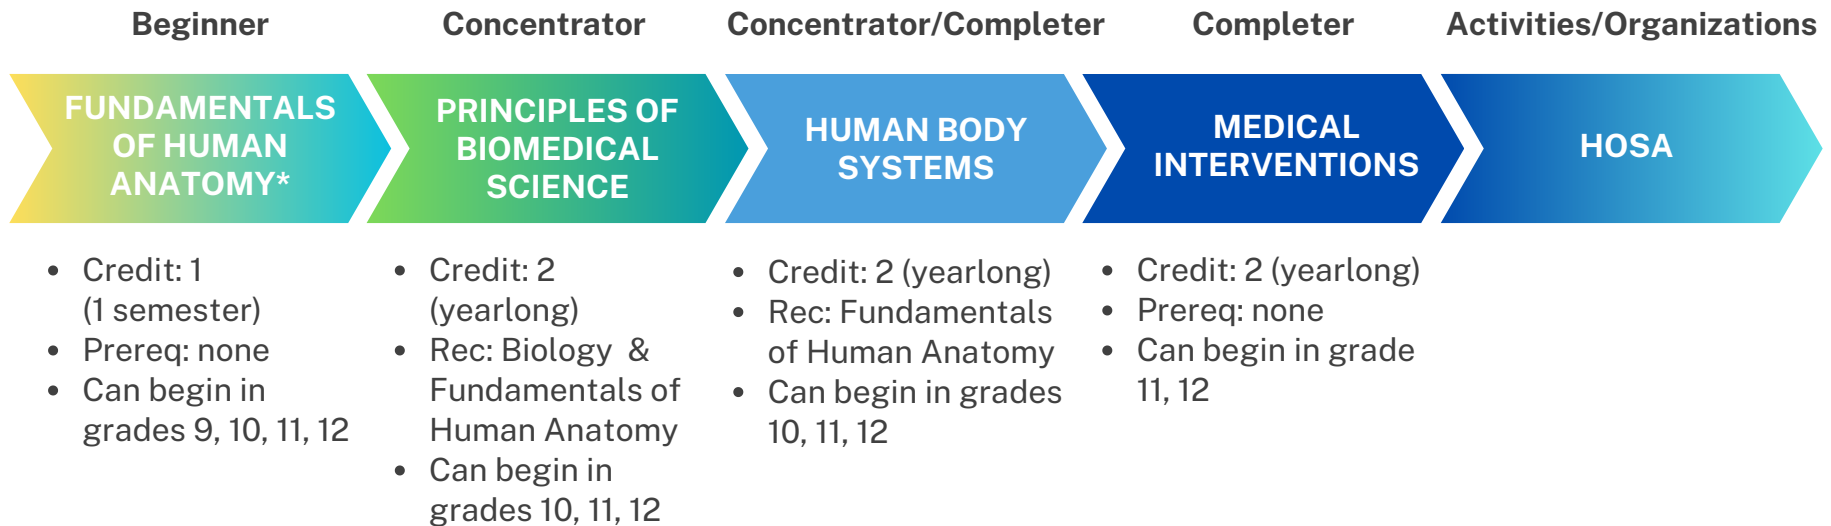 Beginner
Concentrator
Concentrator/Completer
Completer
Activities/Organizations
FUNDAMENTALS
OF HUMAN
ANATOMY*
PRINCIPLES OF
BIOMEDICAL
SCIENCE
HUMAN BODY
SYSTEMS
MEDICAL
INTERVENTIONS
HOSA
• Credit: 1
(1 semester)
• Prereq: none
• Can begin in
grades 9, 10, 11, 12
• Credit: 2
(yearlong)
• Rec: Biology &
Fundamentals of
Human Anatomy
• Can begin in
grades 10, 11, 12
• Credit: 2 (yearlong)
• Rec: Fundamentals
of Human Anatomy
• Can begin in grades
10, 11, 12
• Credit: 2 (yearlong)
• Prereq: none
• Can begin in grade
11, 12